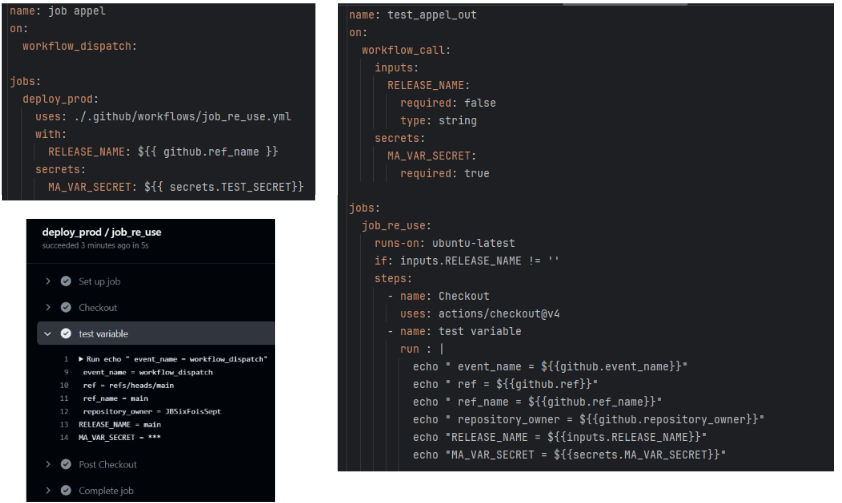 name: job appel
on:
  workflow_dispatch:
jobs:
  deploy_prod:
    uses: ./.github/workflows/job_re_use.yml
    with:
      RELEASE_NAME: ${{ github.ref_name }}
    secrets:
      MA_VAR_SECRET: ${{ secrets.TEST_SECRET}}
name: test_appel_out
on:
  workflow_call:
    inputs:
      RELEASE_NAME:
        required: false
        type: string
    secrets:
      MA_VAR_SECRET:
        required: true
jobs:
  job_re_use:
    runs-on: ubuntu-latest
    if: inputs.RELEASE_NAME != ''
    steps:
      - name: Checkout
        uses: actions/checkout@v4
      - name: test variable
        run : |
          echo " event_name = ${{github.event_name}}"
          echo " ref = ${{github.ref}}"
          echo " ref_name = ${{github.ref_name}}"
          echo " repository_owner = ${{github.repository_owner}}"
          echo "RELEASE_NAME = ${{inputs.RELEASE_NAME}}"
          echo "MA_VAR_SECRET = ${{secrets.MA_VAR_SECRET}}"
deploy_prod / job_re_use
succeeded 3 minutes ago in 5s
Set up job
Checkout
test variable
1 ▶ Run echo " event_name = workflow_dispatch"
9 event_name = workflow_dispatch
10 ref = refs/heads/main
11 ref_name = main
12 repository_owner = JBSixFoisSept
13 RELEASE_NAME = main
14 MA_VAR_SECRET = ***
Post Checkout
Complete job